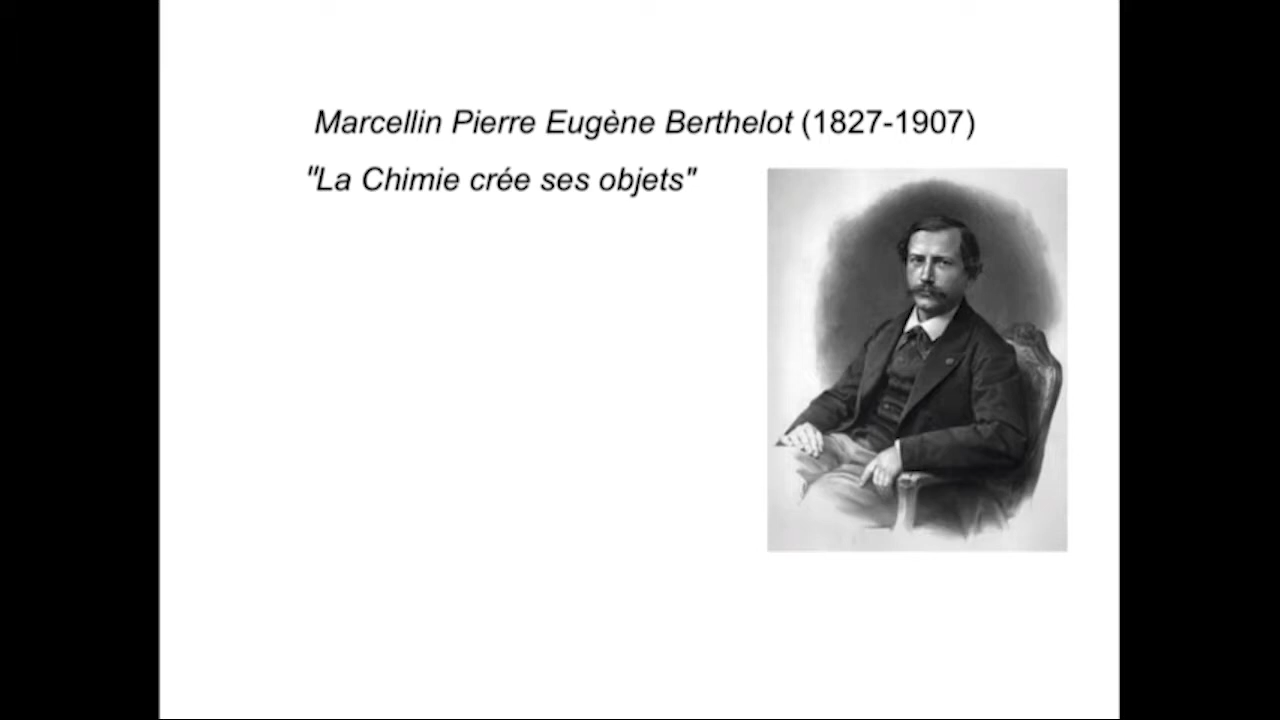 Marcellin Pierre Eugène Berthelot (1827-1907)
"La Chimie crée ses objets"